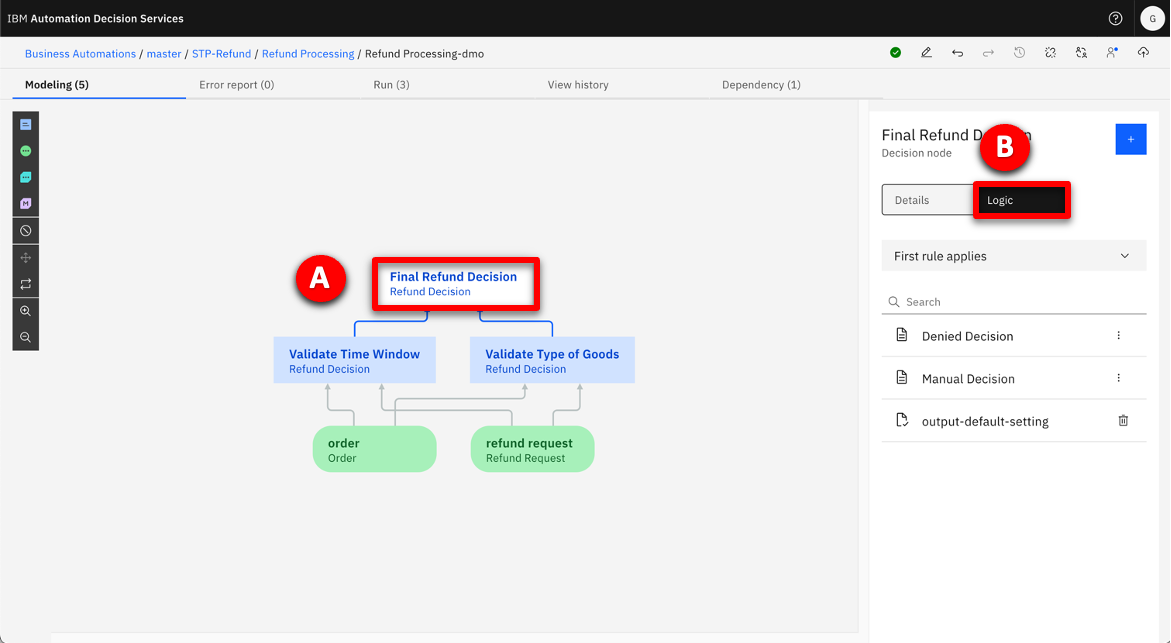 IBM Automation Decision Services
G
Business Automations / master / STP-Refund / Refund Processing / Refund Processing-dmo
Modeling (5)
Error report (0)
Run (3)
View history
Dependency (1)
M
A
Final Refund Decision
Refund Decision
Validate Time Window
Refund Decision
Validate Type of Goods
Refund Decision
order
Order
refund request
Refund Request
Final Refund D n
Decision node
B
+
Details
Logic
First rule applies
Search
Denied Decision
Manual Decision
output-default-setting